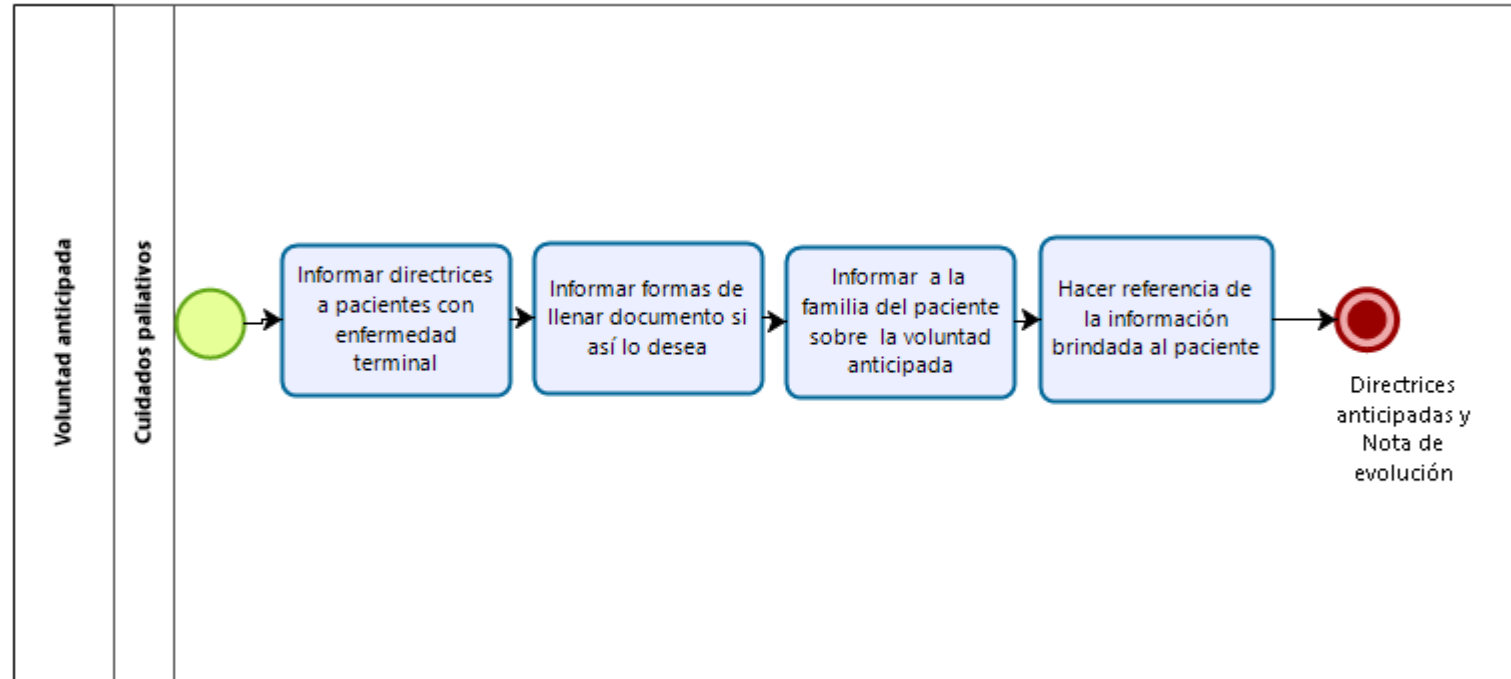 Voluntad anticipada
Cuidados paliativos
Informar directrices
a pacientes con
enfermedad
terminal
Informar formas de
llenar documento si
así lo desea
Informar  a la
familia del paciente
sobre  la voluntad
anticipada
Hacer referencia de
la información
brindada al paciente
Directrices
anticipadas y
Nota de
evolución